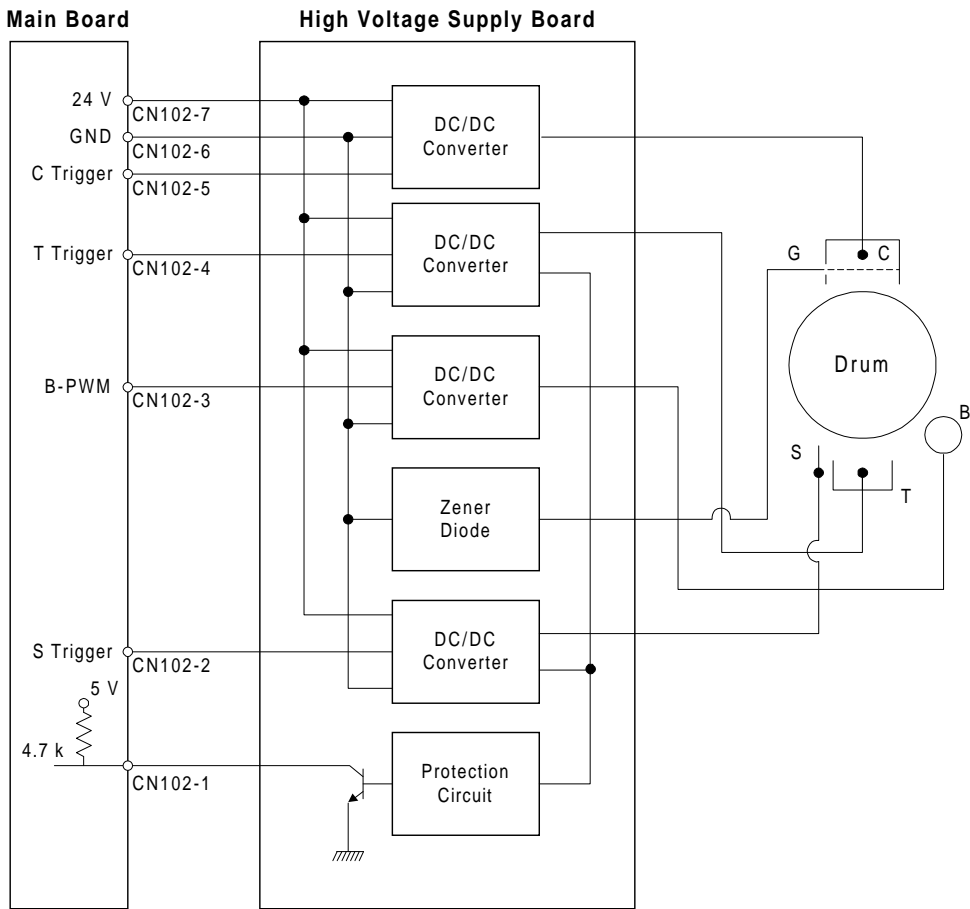 Main Board
High Voltage Supply Board
24 V
CN102-7
GND
CN102-6
C Trigger
CN102-5
DC/DC
Converter
T Trigger
CN102-4
DC/DC
Converter
G
C
B-PWM
CN102-3
DC/DC
Converter
Drum
B
S
T
Zener
Diode
S Trigger
CN102-2
DC/DC
Converter
5 V
4.7 k
CN102-1
Protection
Circuit